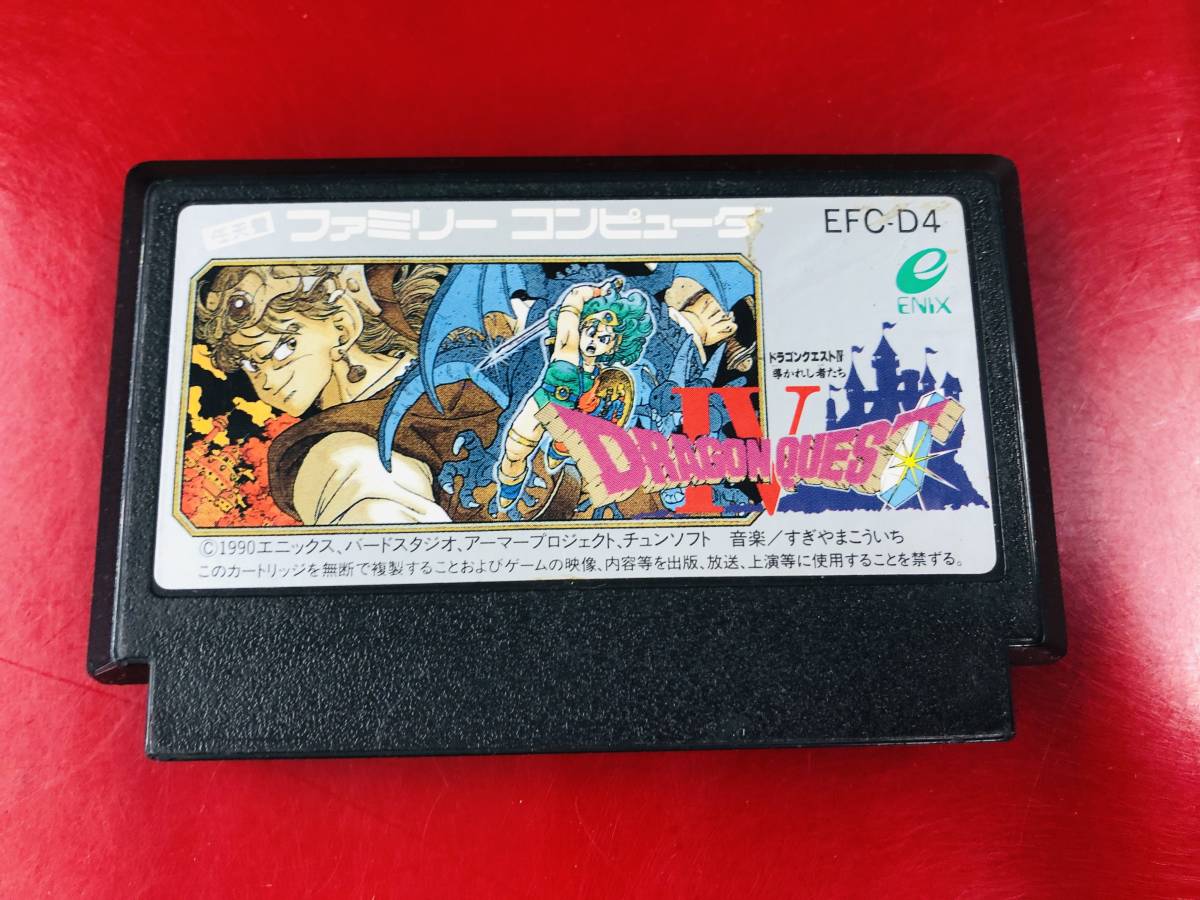 任天堂 ファミリー コンピュータ EFC-D4
e
ENIX
ドラゴンクエストIV
導かれし者たち
IV
DRAGON QUEST
©1990エニックス、バードスタジオ、アーマープロジェクト、チュンソフト 音楽/すぎやまこういち
このカートリッジを無断で複製することおよびゲームの映像、内容等を出版、放送、上演等に使用することを禁ずる。